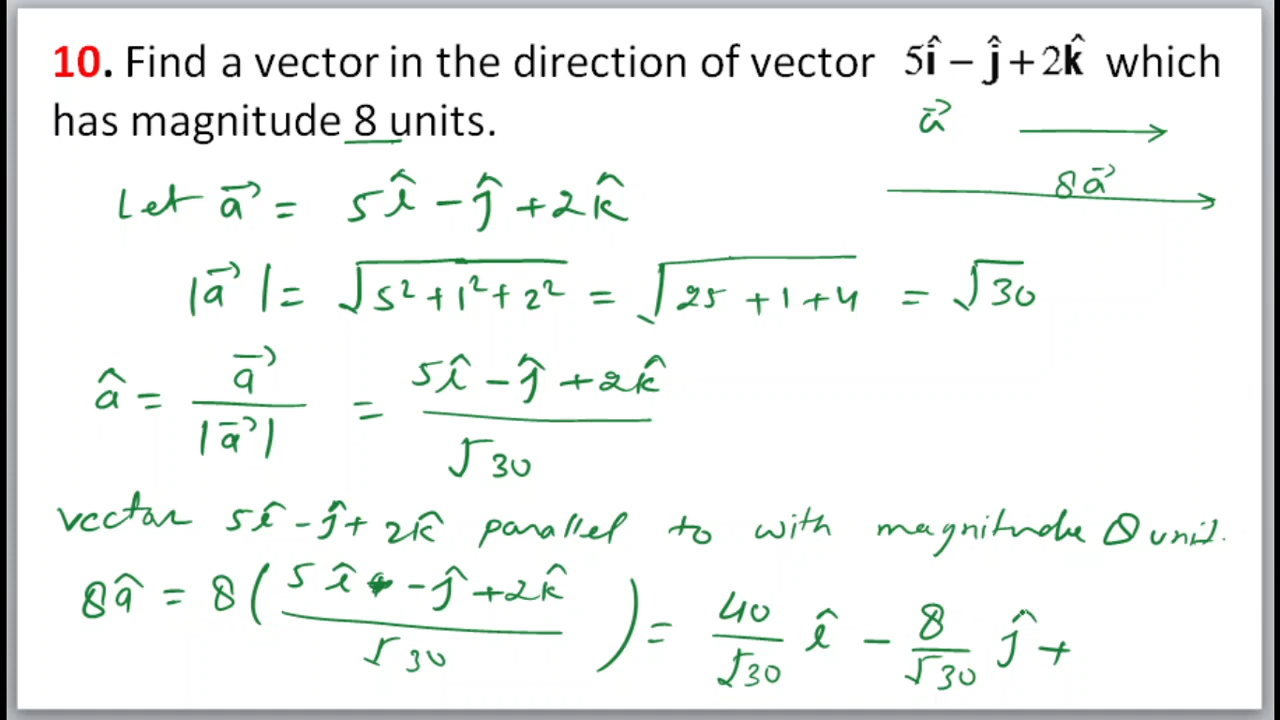 10. Find a vector in the direction of vector 5î − ĵ + 2k̂ which
has magnitude 8 units.
a⃗
8a⃗
Let a⃗ = 5î − ĵ + 2k̂
|a⃗| = √(5² + 1² + 2²) = √(25 + 1 + 4) = √30
â = a⃗ / |a⃗| = (5î − ĵ + 2k̂) / √30
vector 5î − ĵ + 2k̂ parallel to with magnitude 8 unit.
8â = 8((5î − ĵ + 2k̂) / √30) = 40/√30 î − 8/√30 ĵ +